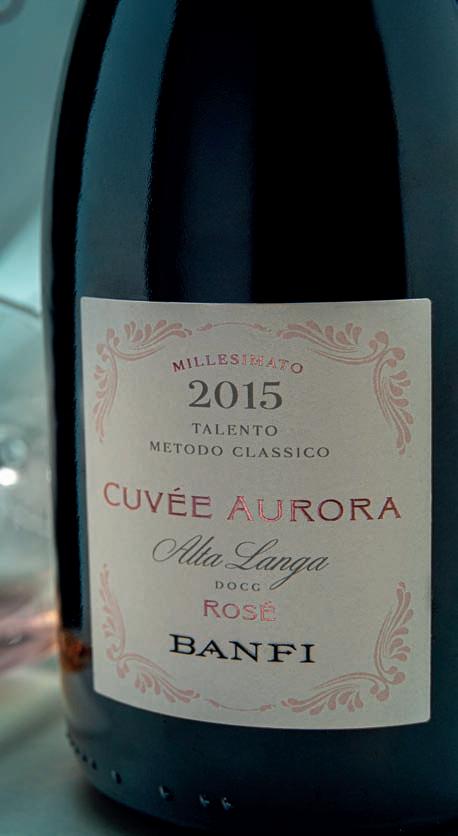 MILLESIMATO
2015
TALENTO
METODO CLASSICO
CUVÉE AURORA
Alta Langa
DOCG
ROSÉ
BANFI